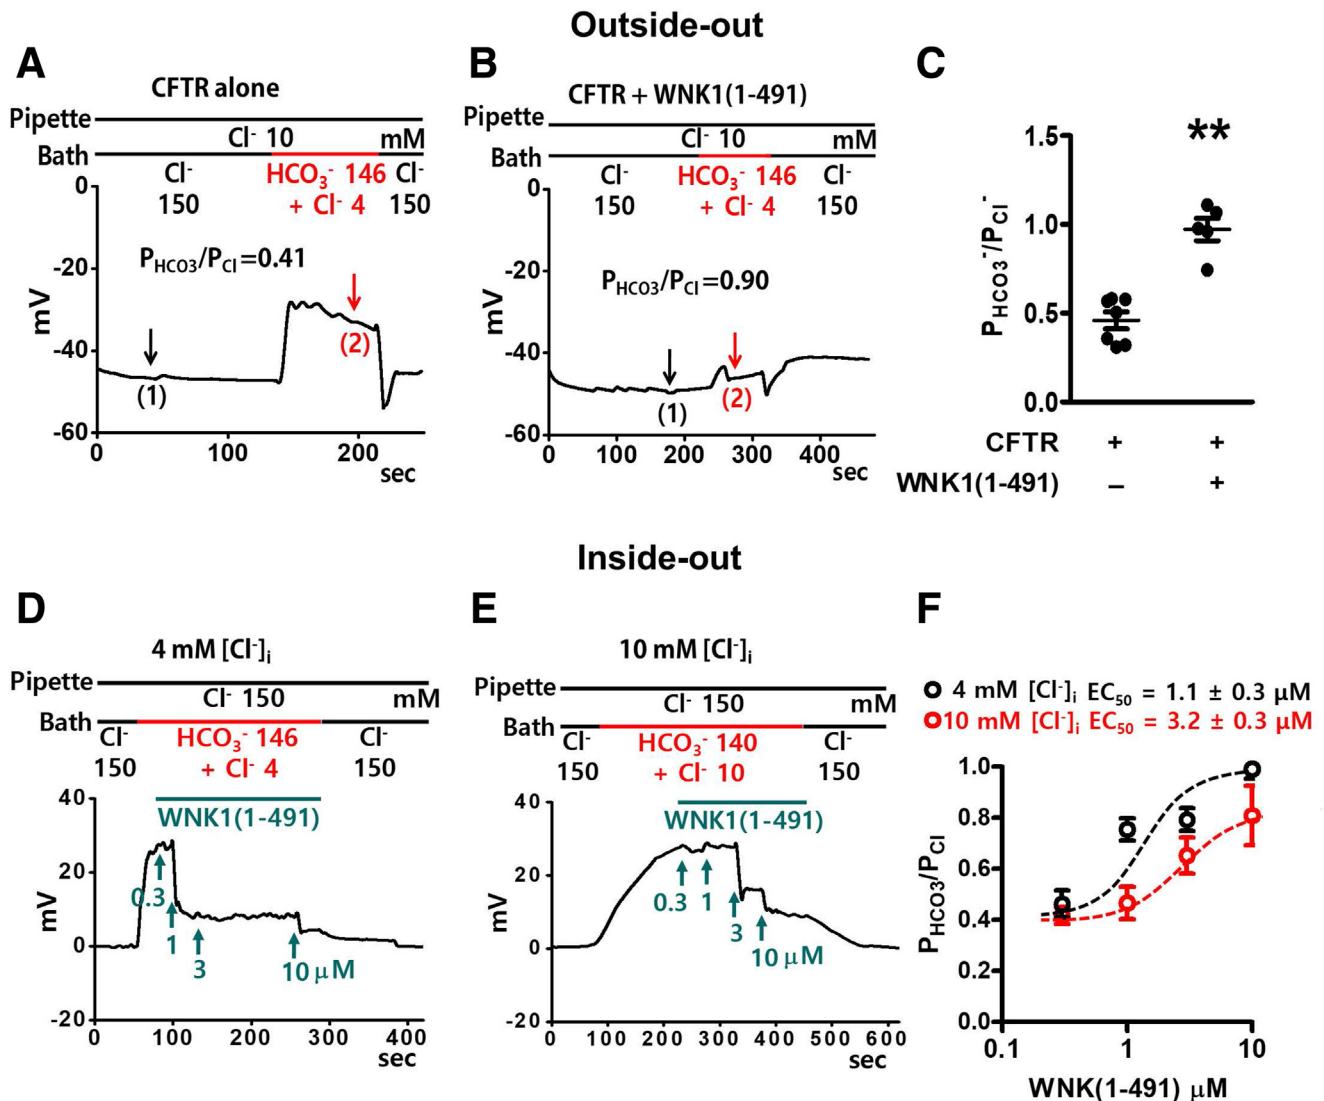 Outside-out
A
CFTR alone
Pipette
Cl⁻ 10 mM
Bath
Cl⁻ 150
HCO₃⁻ 146 + Cl⁻ 4
Cl⁻ 150
P_HCO3/P_Cl=0.41
0
-20
-40
-60
mV
(1)
(2)
0 100 200
sec
B
CFTR + WNK1(1-491)
Pipette
Cl⁻ 10 mM
Bath
Cl⁻ 150
HCO₃⁻ 146 + Cl⁻ 4
Cl⁻ 150
P_HCO3/P_Cl=0.90
0
-20
-40
-60
mV
(1)
(2)
0 100 200 300 400
sec
C
**
1.5
1.0
0.5
0.0
P_HCO3⁻/P_Cl⁻
CFTR + +
WNK1(1-491) – +
Inside-out
D
4 mM [Cl⁻]i
Pipette
Cl⁻ 150 mM
Bath
Cl⁻ 150
HCO₃⁻ 146 + Cl⁻ 4
Cl⁻ 150
WNK1(1-491)
40
20
0
-20
mV
0.3
1
3
10 μM
0 100 200 300 400
sec
E
10 mM [Cl⁻]i
Pipette
Cl⁻ 150 mM
Bath
Cl⁻ 150
HCO₃⁻ 140 + Cl⁻ 10
Cl⁻ 150
WNK1(1-491)
40
20
0
-20
mV
0.3
1
3
10 μM
0 100 200 300 400 500 600
sec
F
4 mM [Cl⁻]i EC₅₀ = 1.1 ± 0.3 μM
10 mM [Cl⁻]i EC₅₀ = 3.2 ± 0.3 μM
1.0
0.8
0.6
0.4
0.2
0.0
P_HCO3/P_Cl
0.1 1 10
WNK(1-491) μM